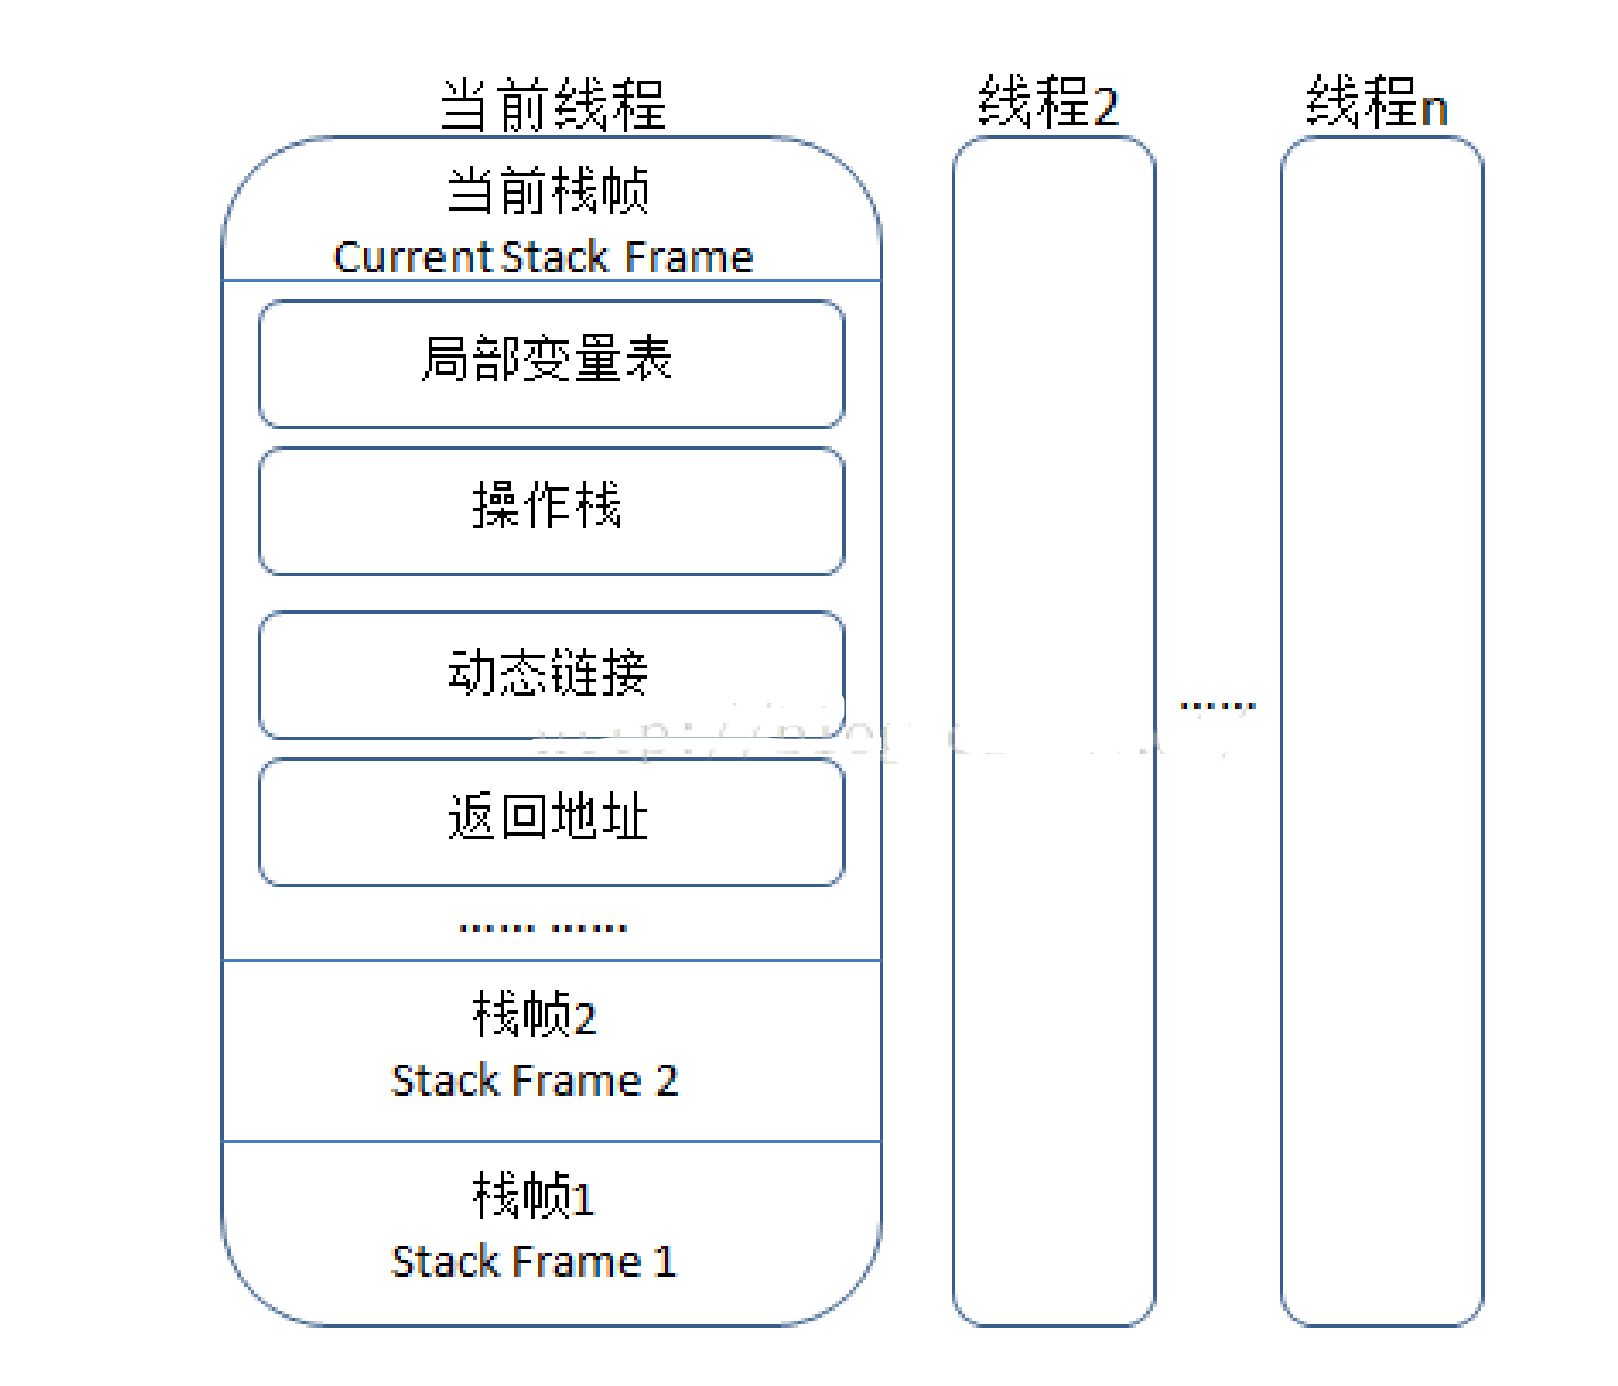 当前线程
线程2
线程n
当前栈帧
Current Stack Frame
局部变量表
操作栈
动态链接
......
返回地址
...... ......
栈帧2
Stack Frame 2
栈帧1
Stack Frame 1